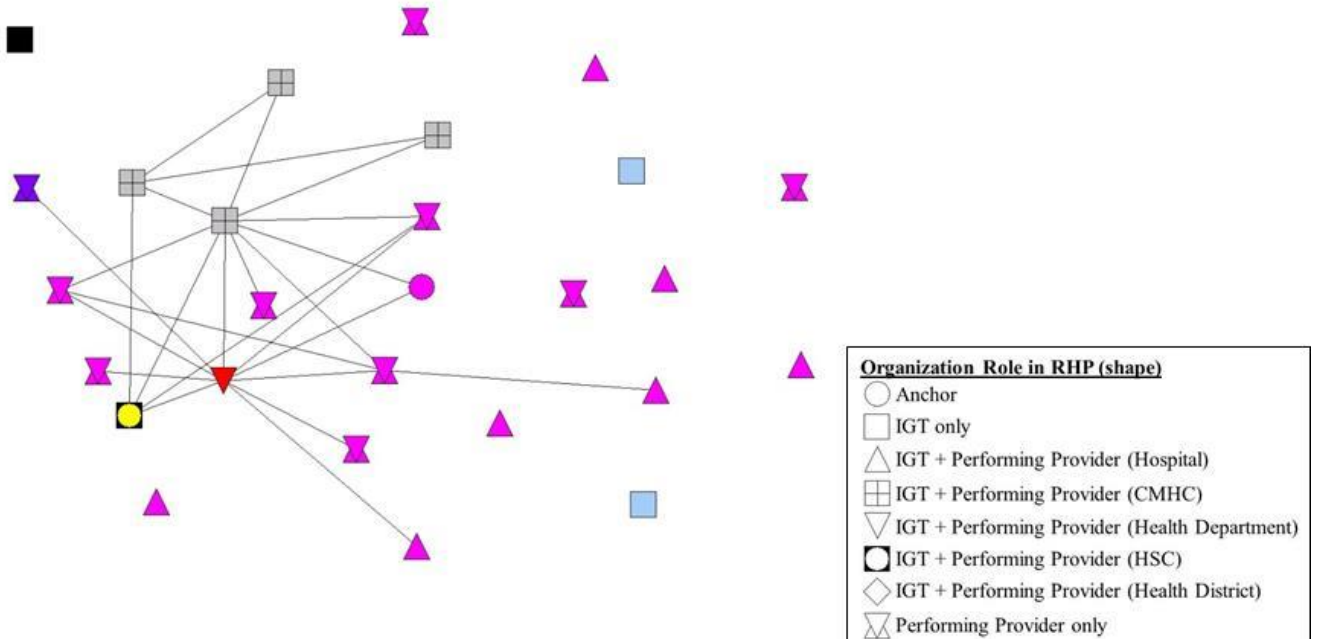 Organization Role in RHP (shape)
Anchor
IGT only
IGT + Performing Provider (Hospital)
IGT + Performing Provider (CMHC)
IGT + Performing Provider (Health Department)
IGT + Performing Provider (HSC)
IGT + Performing Provider (Health District)
Performing Provider only